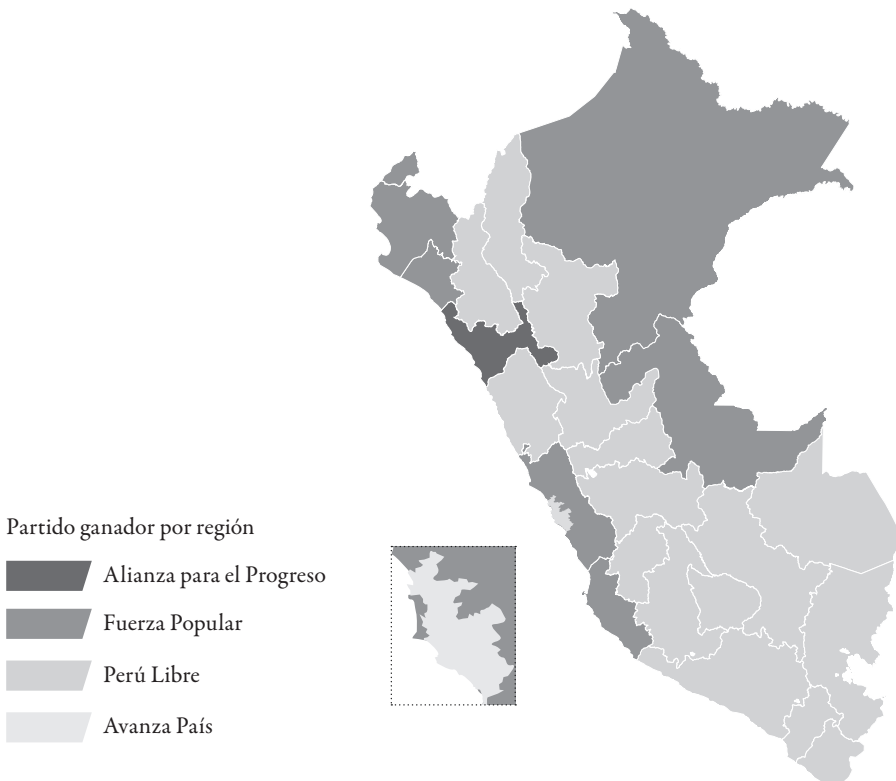 Partido ganador por región
Alianza para el Progreso
Fuerza Popular
Perú Libre
Avanza País